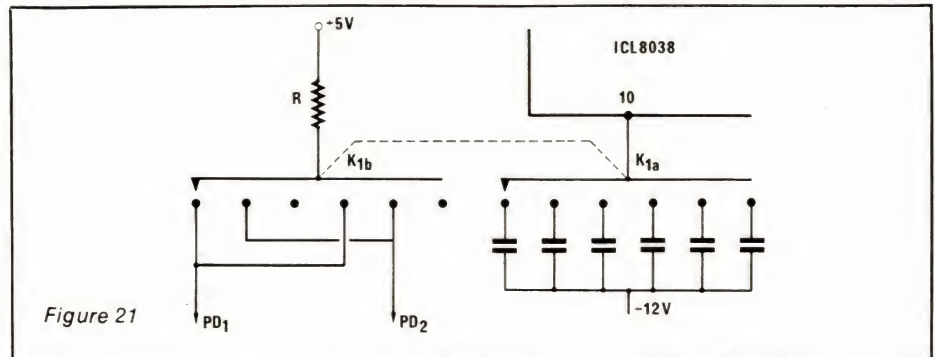 +5V
ICL8038
R
10
K1b
K1a
PD1
PD2
-12V
Figure 21